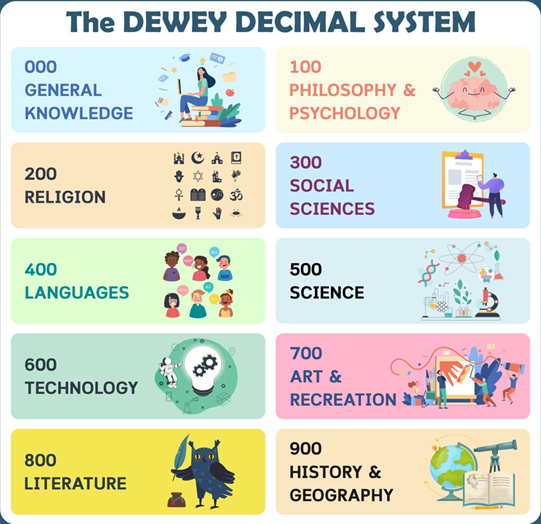 The DEWEY DECIMAL SYSTEM
000
GENERAL
KNOWLEDGE
100
PHILOSOPHY &
PSYCHOLOGY
200
RELIGION
300
SOCIAL
SCIENCES
400
LANGUAGES
500
SCIENCE
600
TECHNOLOGY
700
ART &
RECREATION
800
LITERATURE
900
HISTORY &
GEOGRAPHY